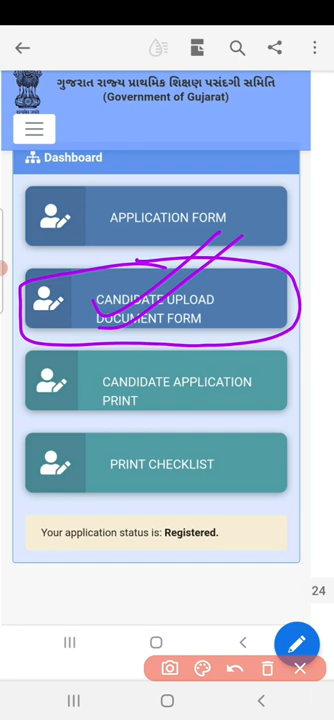 ગુજરાત રાજ્ય પ્રાથમિક શિક્ષણ પસંદગી સમિતિ
(Government of Gujarat)
Dashboard
APPLICATION FORM
CANDIDATE UPLOAD
DOCUMENT FORM
CANDIDATE APPLICATION
PRINT
PRINT CHECKLIST
Your application status is: Registered.
24